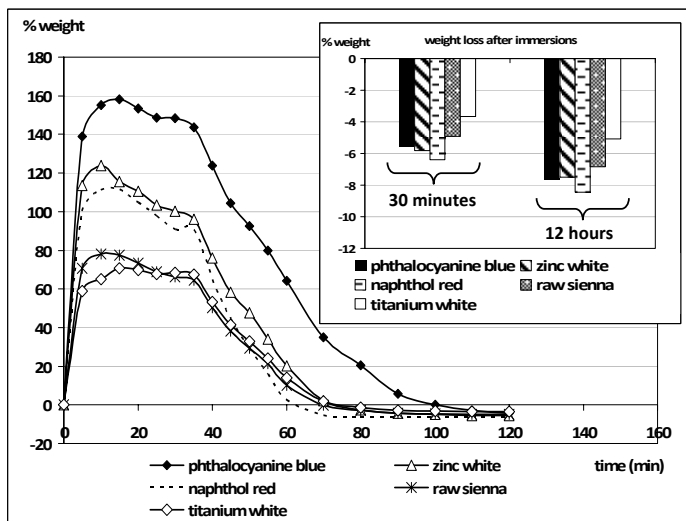 % weight
180
160
140
120
100
80
60
40
20
0
-20
0 20 40 60 80 100 120 140 160
time (min)
phthalocyanine blue zinc white
naphthol red raw sienna
titanium white
% weight weight loss after immersions
0
-2
-4
-6
-8
-10
-12
30 minutes
12 hours
phthalocyanine blue zinc white
naphthol red raw sienna
titanium white